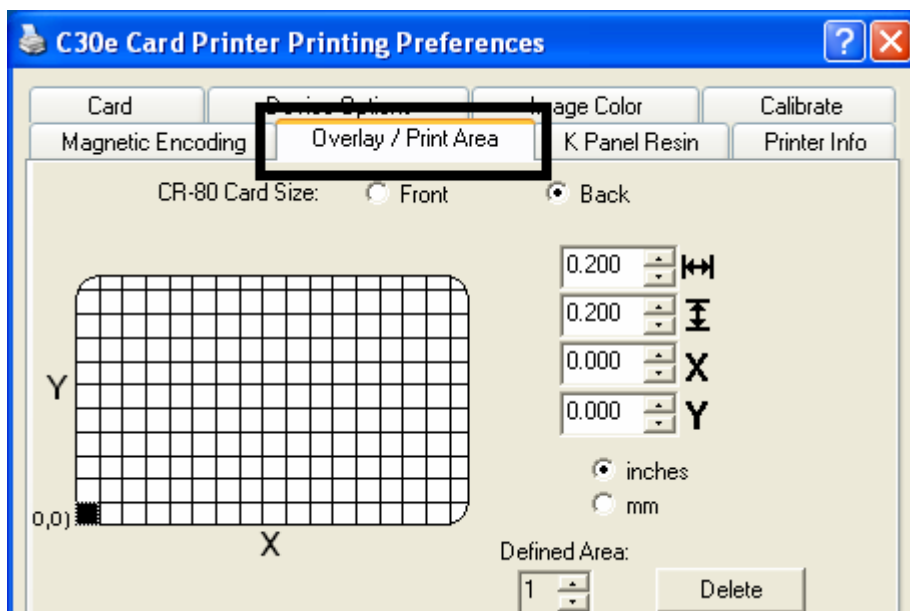 C30e Card Printer Printing Preferences
Card Image Color Calibrate
Magnetic Encoding Overlay / Print Area K Panel Resin Printer Info
CR-80 Card Size: Front Back
0.200
0.200
0.000 X
Y
0.000 Y
inches
0,0) mm
X
Defined Area:
1 Delete